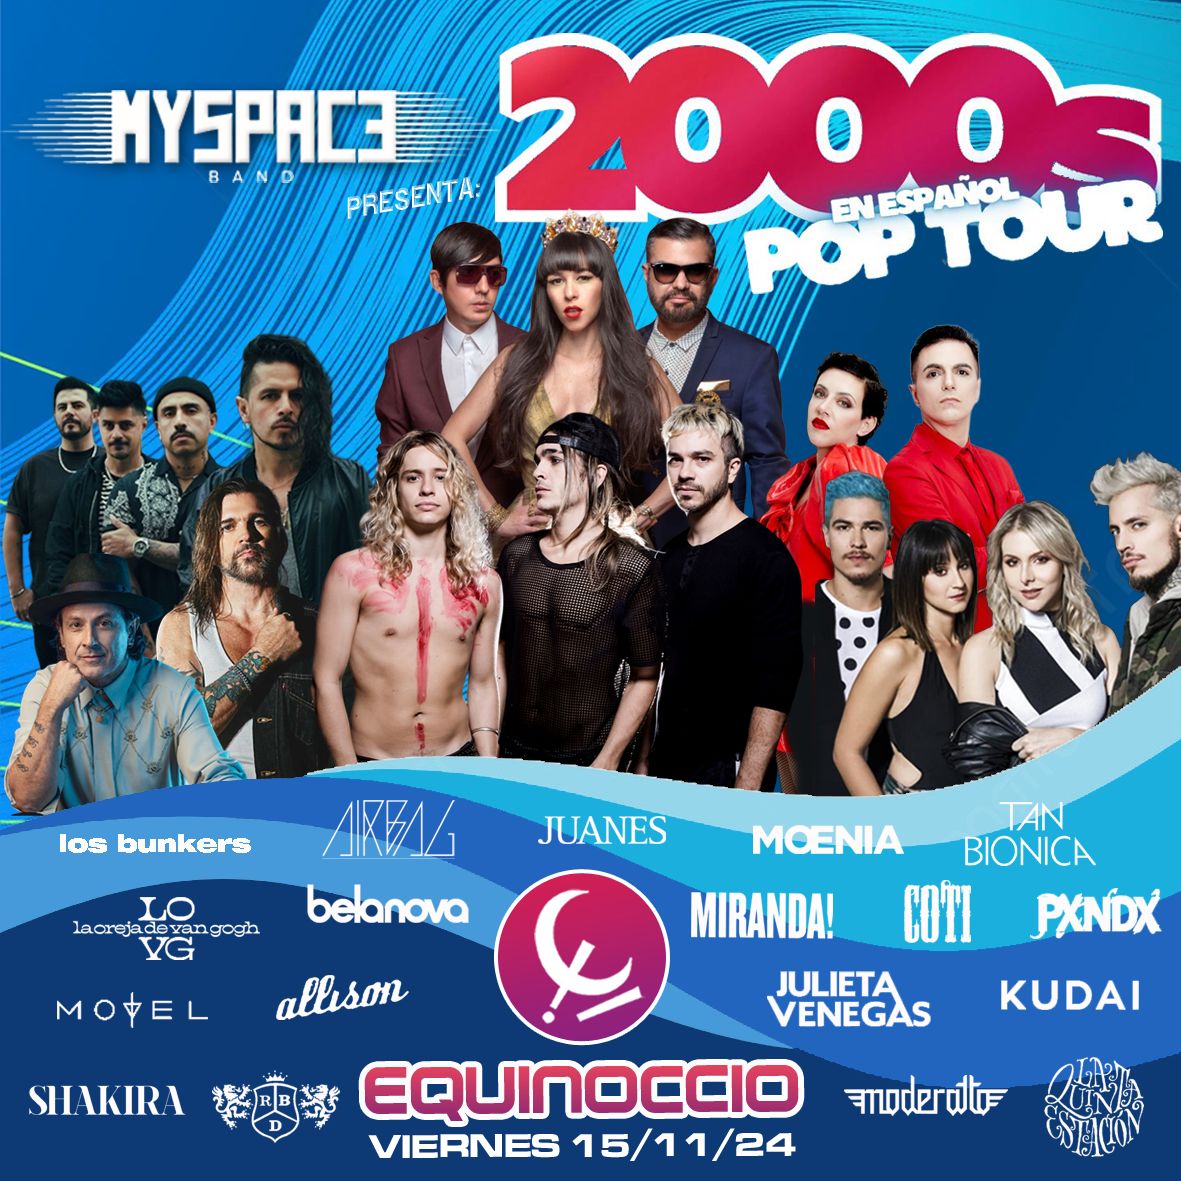 MYSPACE
BAND
PRESENTA:
2000s
EN ESPAÑOL
POP TOUR
los bunkers
AIRBAG
JUANES
MOENIA
TAN
BIONICA
LO
la oreja de van gogh
VG
belanova
MIRANDA!
COTI
PXNDX
MOTEL
allison
JULIETA
VENEGAS
KUDAI
SHAKIRA
RB
D
EQUINOCCIO
moderatto
LA
QUINTA
ESTACIÓN
VIERNES 15/11/24